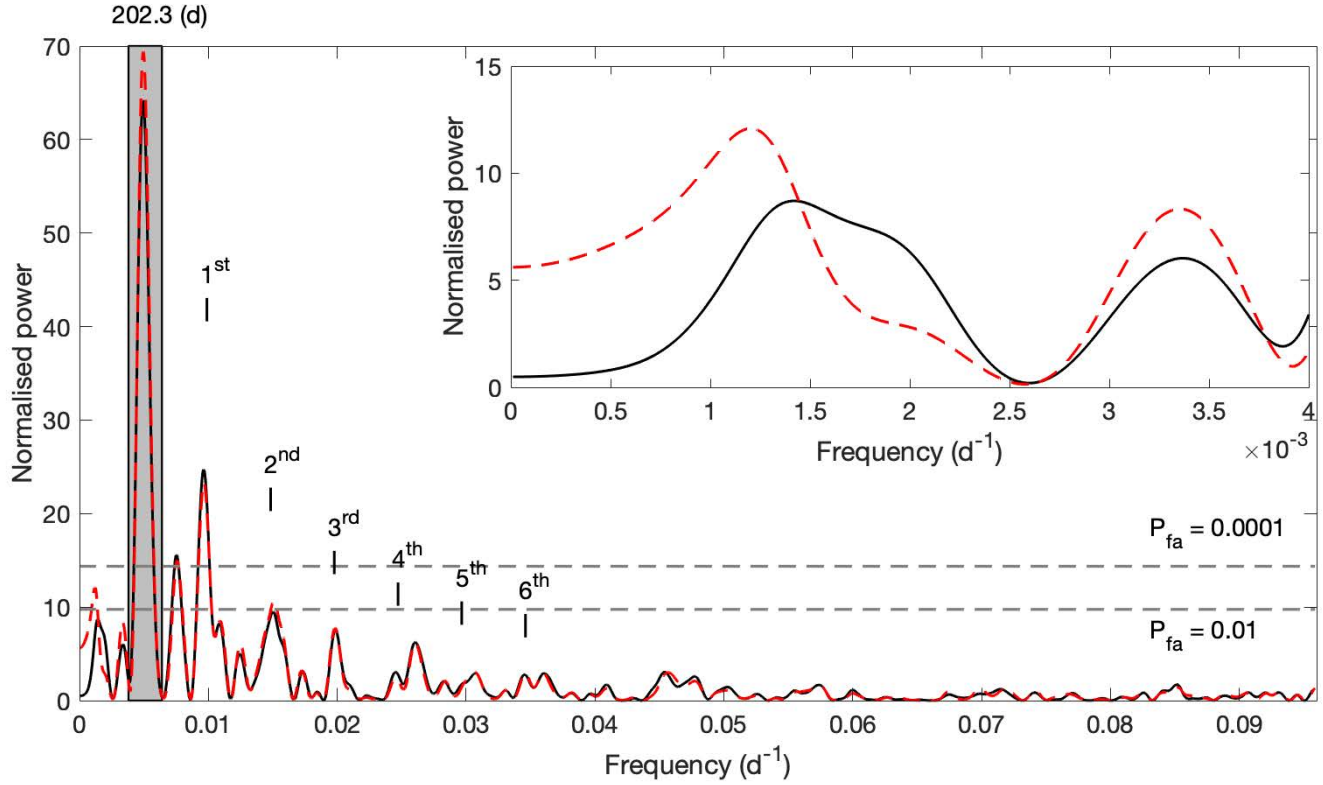 202.3 (d)
70
60
50
40
30
20
10
0
Normalised power
1st
2nd
3rd
4th
5th
6th
15
10
5
0
Normalised power
0 0.5 1 1.5 2 2.5 3 3.5 4
×10-3
Frequency (d-1)
Pfa = 0.0001
Pfa = 0.01
0 0.01 0.02 0.03 0.04 0.05 0.06 0.07 0.08 0.09
Frequency (d-1)